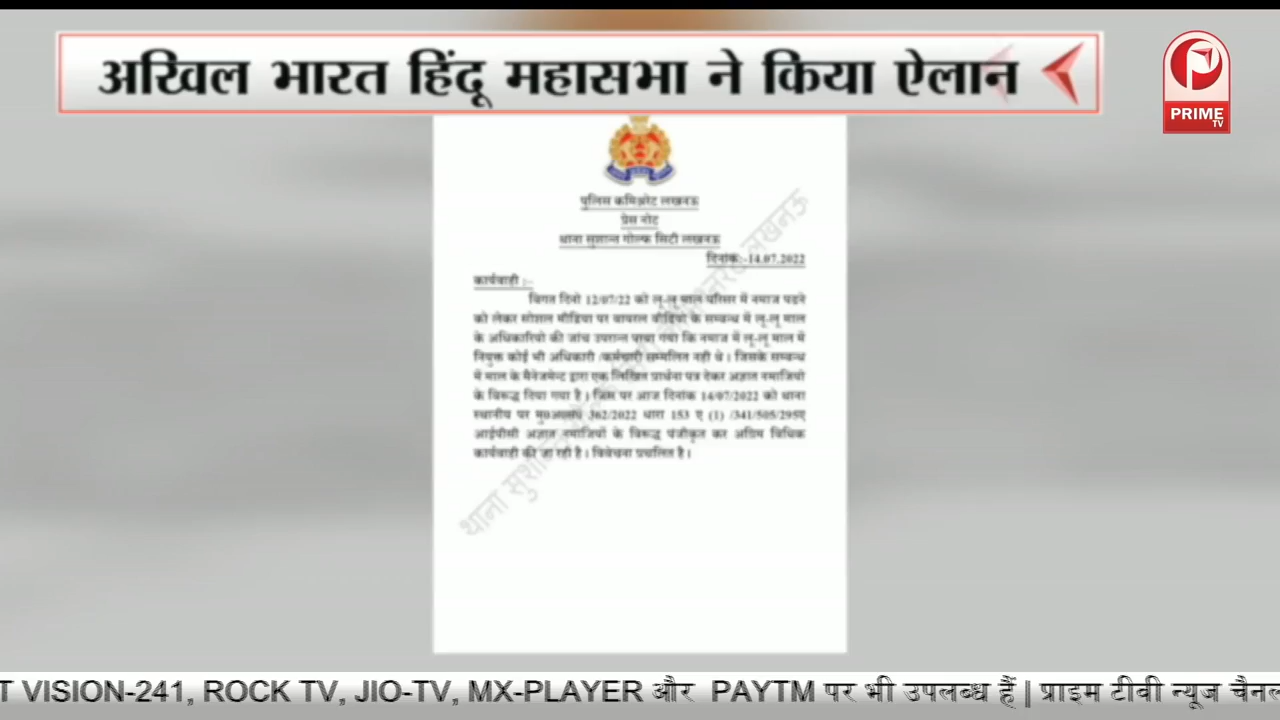 अखिल भारत हिंदू महासभा ने किया ऐलान
PRIME
TV
पुलिस कमिश्नरेट लखनऊ
प्रेस नोट
थाना सुशान्त गोल्फ सिटी लखनऊ
दिनांक:-14.07.2022
कार्यवाही :-
विगत दिनो 12/07/22 को लू-लू माल परिसर में नमाज पढने
को लेकर सोशल मीडिया पर वायरल वीडियो के सम्बन्ध में लू-लू माल
के अधिकारियो की जांच उपरान्त पाया गया कि नमाज में लू-लू माल में
नियुक्त कोई भी अधिकारी /कर्मचारी सम्मलित नही थे। जिसके सम्बन्ध
में माल के मैनेजमेन्ट द्वारा एक लिखित प्रार्थना पत्र देकर अज्ञात नमाजियों
के विरूद्ध दिया गया है। जिस पर आज दिनांक 14/07/2022 को थाना
स्थानीय पर मु0अ0सं0 362/2022 धारा 153 ए (1) /341/505/295ए
आईपीसी अज्ञात नमाजियों के विरूद्ध पंजीकृत कर अग्रिम विधिक
कार्यवाही की जा रही है। विवेचना प्रचलित है।
थाना सुशान्त लखनऊ
T VISION-241, ROCK TV, JIO-TV, MX-PLAYER और PAYTM पर भी उपलब्ध हैं | प्राइम टीवी न्यूज चैनल